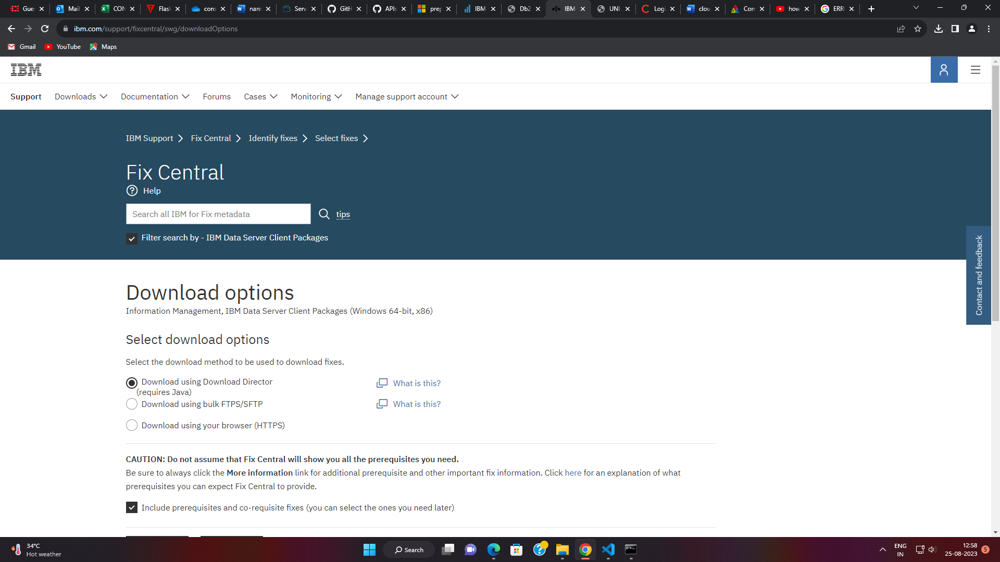 Gues
Mail
CON
Flask
cons
nare
Serv
GitH
APIs
prep
IBM
Db2
IBM
UNI
Logi
clou
Com
how
ERR
ibm.com/support/fixcentral/swg/downloadOptions
Gmail
YouTube
Maps
IBM
Support
Downloads
Documentation
Forums
Cases
Monitoring
Manage support account
IBM Support
Fix Central
Identify fixes
Select fixes
Fix Central
Help
Search all IBM for Fix metadata
tips
Filter search by - IBM Data Server Client Packages
Contact and feedback
Download options
Information Management, IBM Data Server Client Packages (Windows 64-bit, x86)
Select download options
Select the download method to be used to download fixes.
Download using Download Director
(requires Java)
What is this?
Download using bulk FTPS/SFTP
What is this?
Download using your browser (HTTPS)
CAUTION: Do not assume that Fix Central will show you all the prerequisites you need.
Be sure to always click the More information link for additional prerequisite and other important fix information. Click here for an explanation of what
prerequisites you can expect Fix Central to provide.
Include prerequisites and co-requisite fixes (you can select the ones you need later)
34°C
Hot weather
Search
ENG
IN
12:58
25-08-2023
5